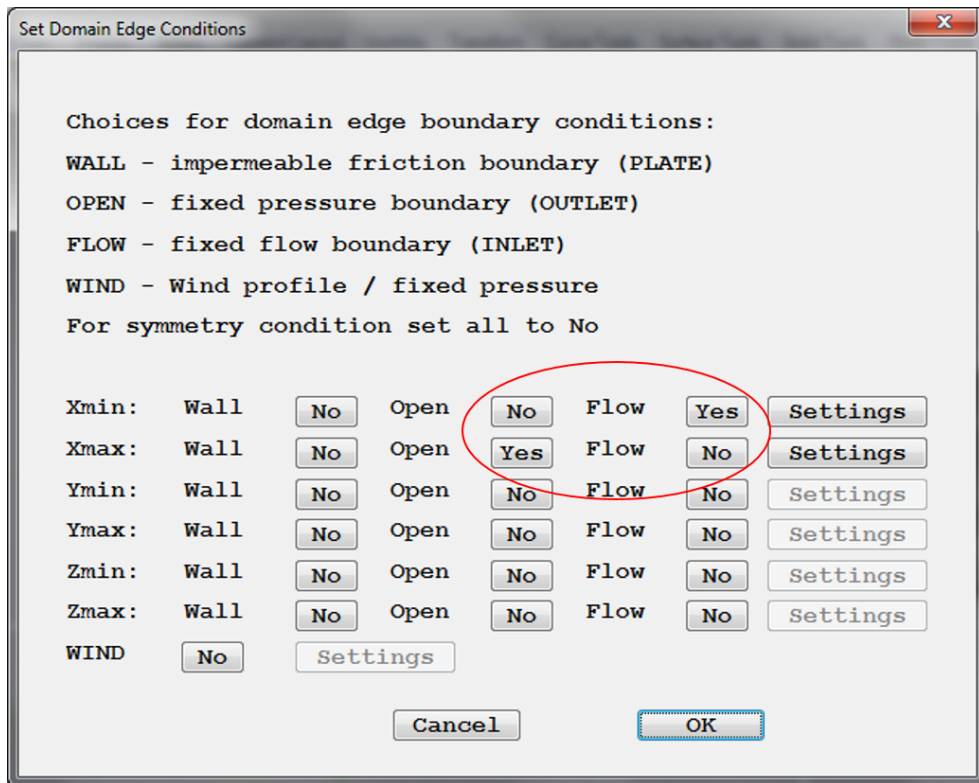 Set Domain Edge Conditions
Choices for domain edge boundary conditions:
WALL - impermeable friction boundary (PLATE)
OPEN - fixed pressure boundary (OUTLET)
FLOW - fixed flow boundary (INLET)
WIND - Wind profile / fixed pressure
For symmetry condition set all to No
Xmin: Wall No Open No Flow Yes Settings
Xmax: Wall No Open Yes Flow No Settings
Ymin: Wall No Open No Flow No Settings
Ymax: Wall No Open No Flow No Settings
Zmin: Wall No Open No Flow No Settings
Zmax: Wall No Open No Flow No Settings
WIND No Settings
Cancel OK